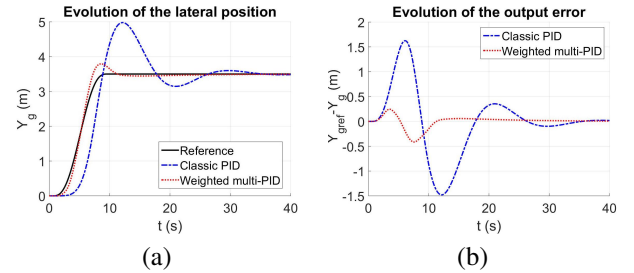 Evolution of the lateral position
5
4
3
2
1
0
Y_g (m)
Reference
Classic PID
Weighted multi-PID
0 10 20 30 40
t (s)
(a)
Evolution of the output error
2
1.5
1
0.5
0
-0.5
-1
-1.5
Y_gref-Y_g (m)
Classic PID
Weighted multi-PID
0 10 20 30 40
t (s)
(b)